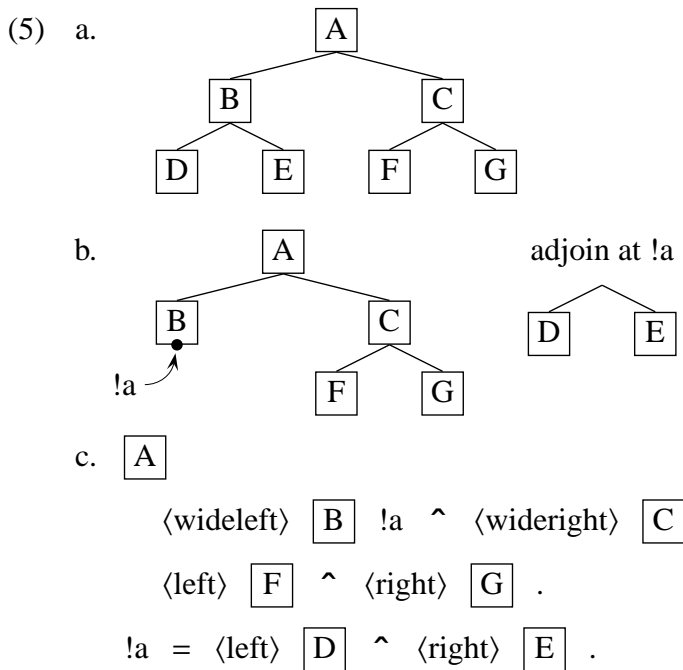 (5) a. A
B C
D E F G
b. A adjoin at !a
B C D E
!a F G
c. A
⟨wideleft⟩ B !a ˆ ⟨wideright⟩ C
⟨left⟩ F ˆ ⟨right⟩ G .
!a = ⟨left⟩ D ˆ ⟨right⟩ E .